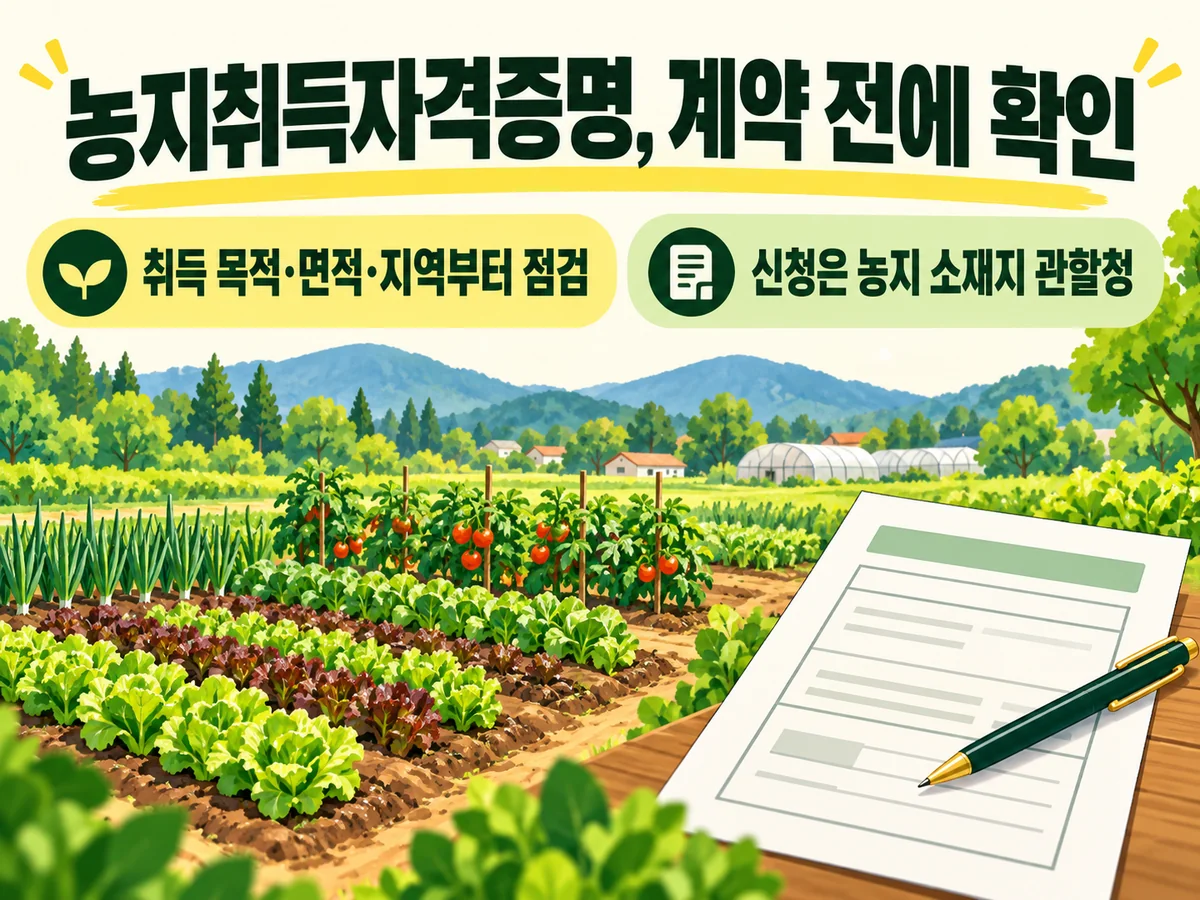 농지취득자격증명, 계약 전에 확인
취득 목적·면적·지역부터 점검
신청은 농지 소재지 관할청